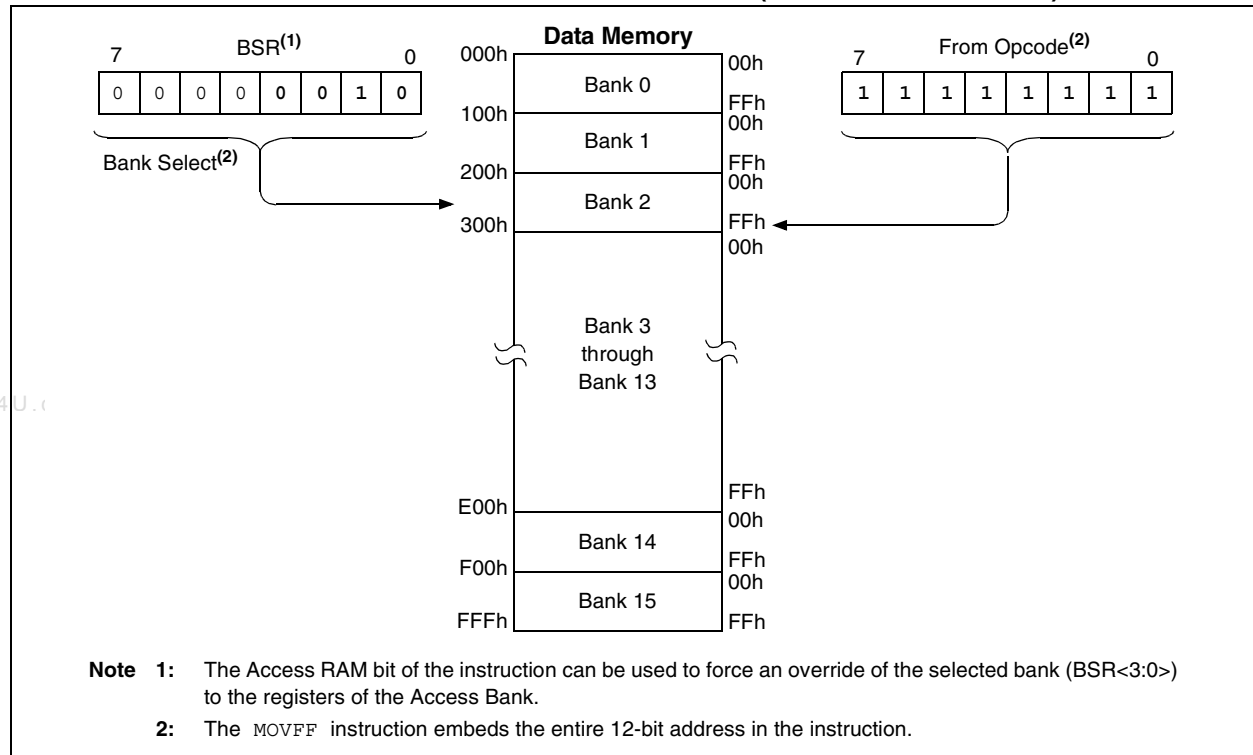 Data Memory
7 BSR(1) 0
0 0 0 0 0 0 1 0
Bank Select(2)
000h
100h
200h
300h
E00h
F00h
FFFh
Bank 0
Bank 1
Bank 2
Bank 3
through
Bank 13
Bank 14
Bank 15
00h
FFh
00h
FFh
00h
FFh
00h
FFh
00h
FFh
00h
FFh
7 From Opcode(2) 0
1 1 1 1 1 1 1 1
Note 1: The Access RAM bit of the instruction can be used to force an override of the selected bank (BSR<3:0>)
to the registers of the Access Bank.
2: The MOVFF instruction embeds the entire 12-bit address in the instruction.